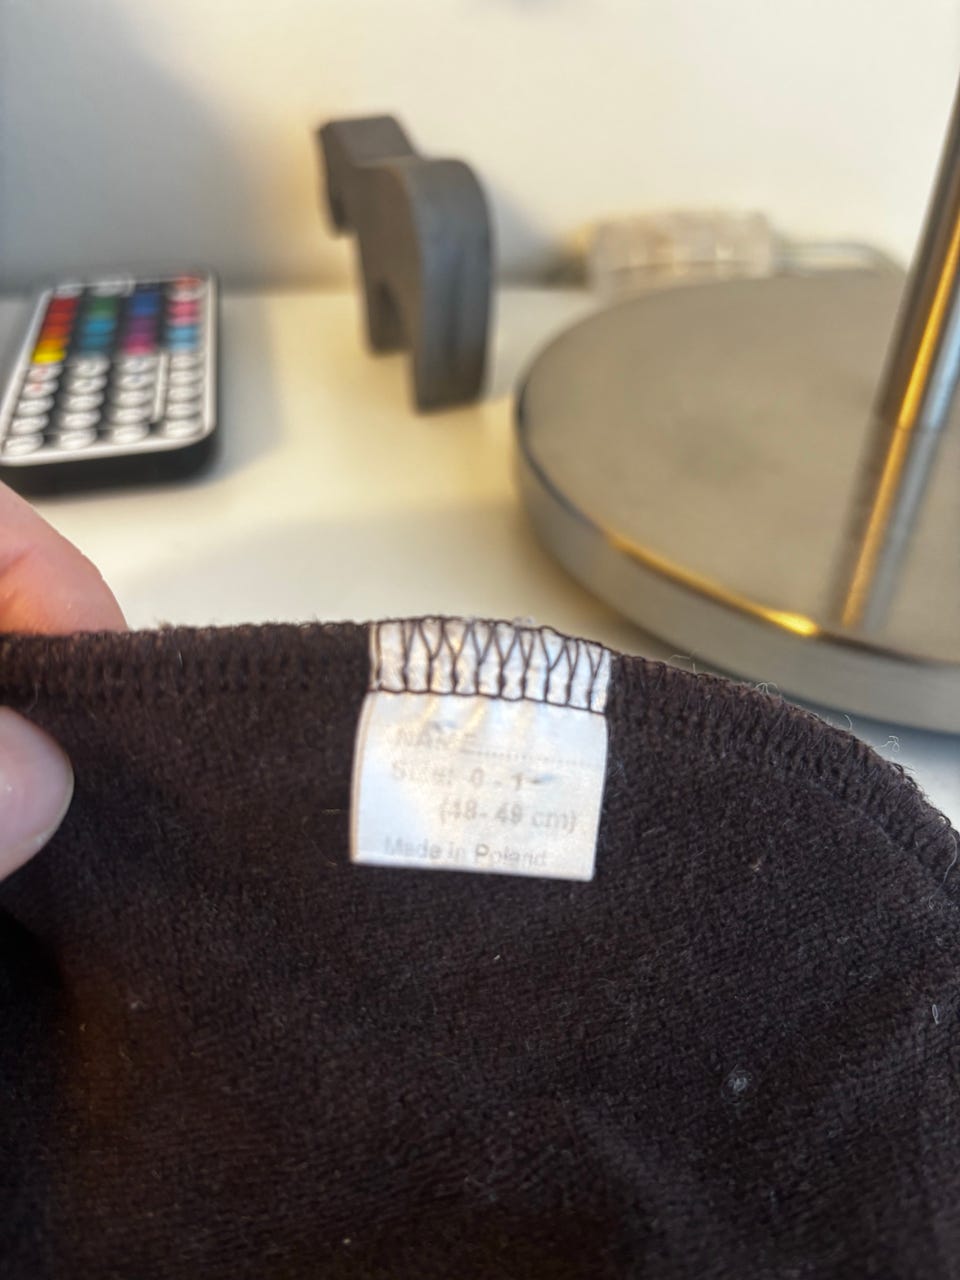 NAME..............
Size: 0 - 1
(48- 49 cm)
Made in Poland